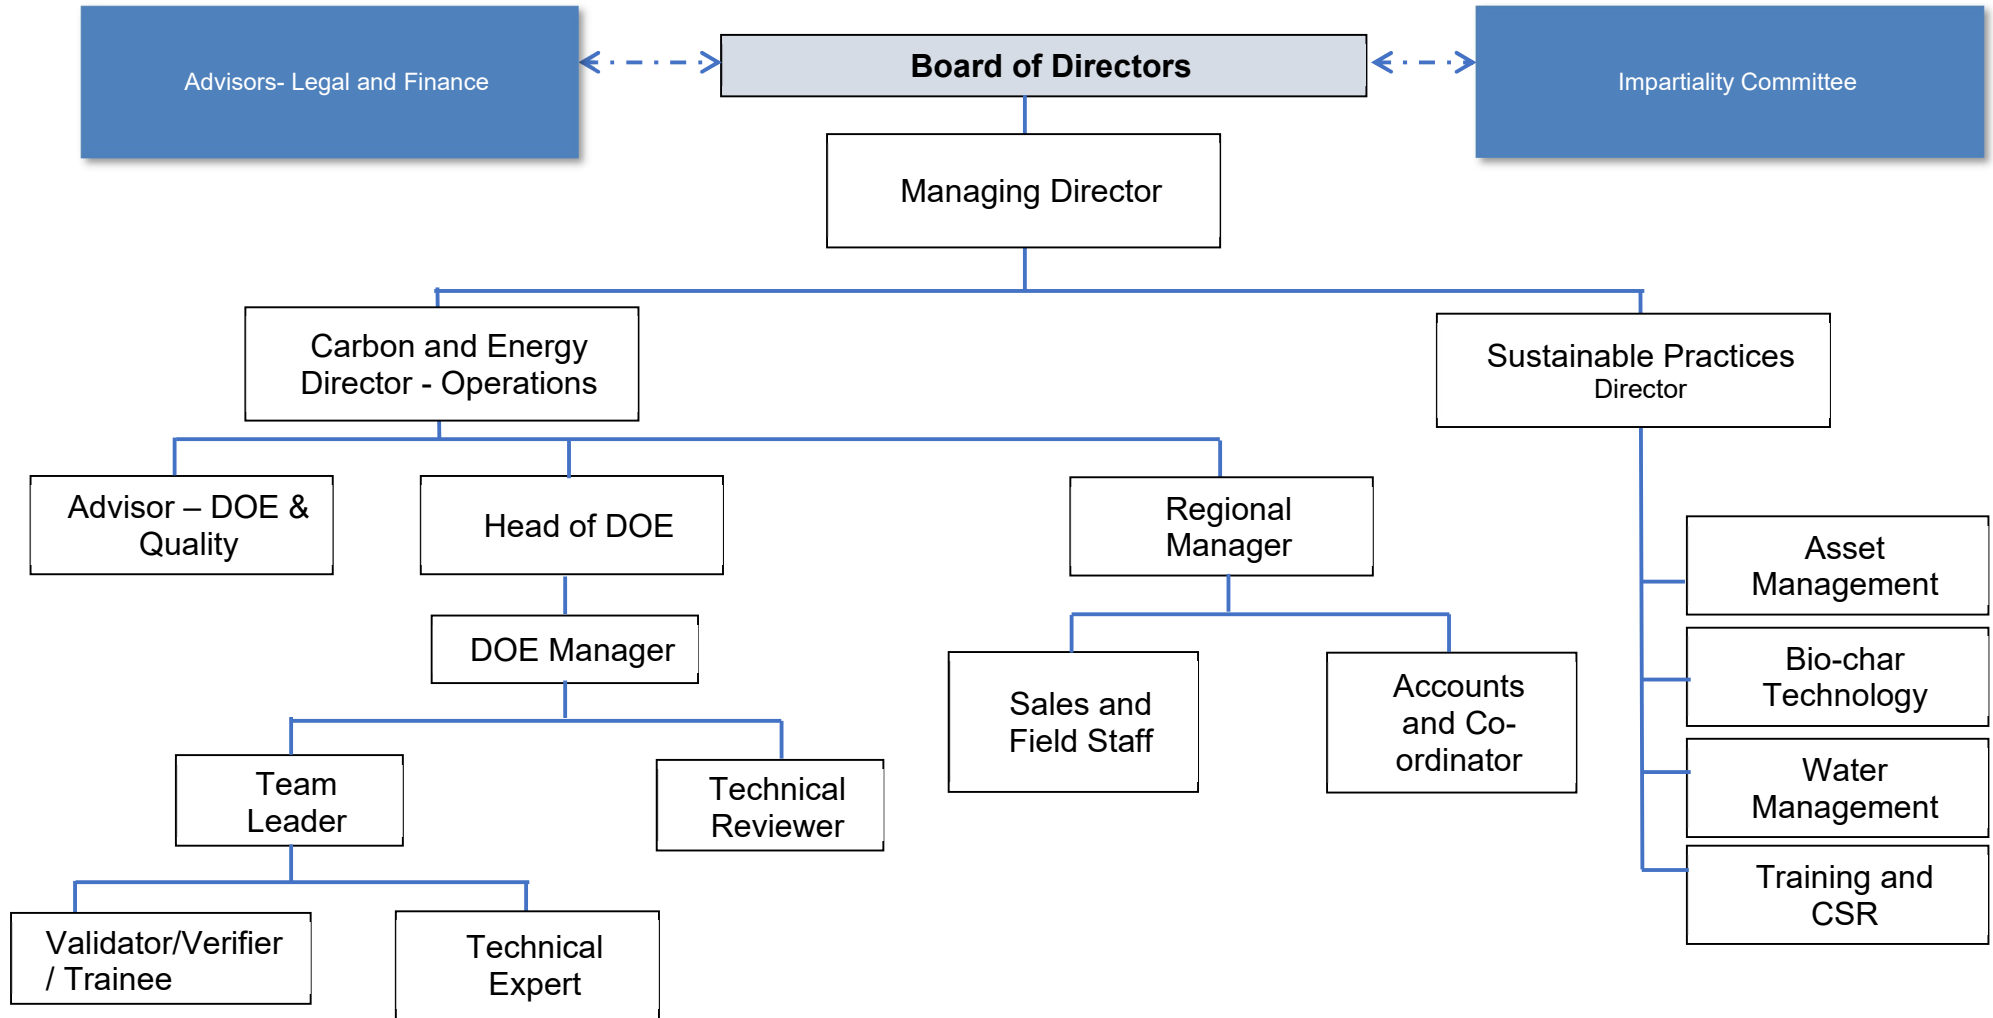 Advisors- Legal and Finance
Board of Directors
Impartiality Committee
Managing Director
Carbon and Energy
Director - Operations
Sustainable Practices
Director
Advisor – DOE &
Quality
Head of DOE
Regional
Manager
Asset
Management
DOE Manager
Bio-char
Technology
Sales and
Field Staff
Accounts
and Co-
ordinator
Water
Management
Team
Leader
Technical
Reviewer
Training and
CSR
Validator/Verifier
/ Trainee
Technical
Expert